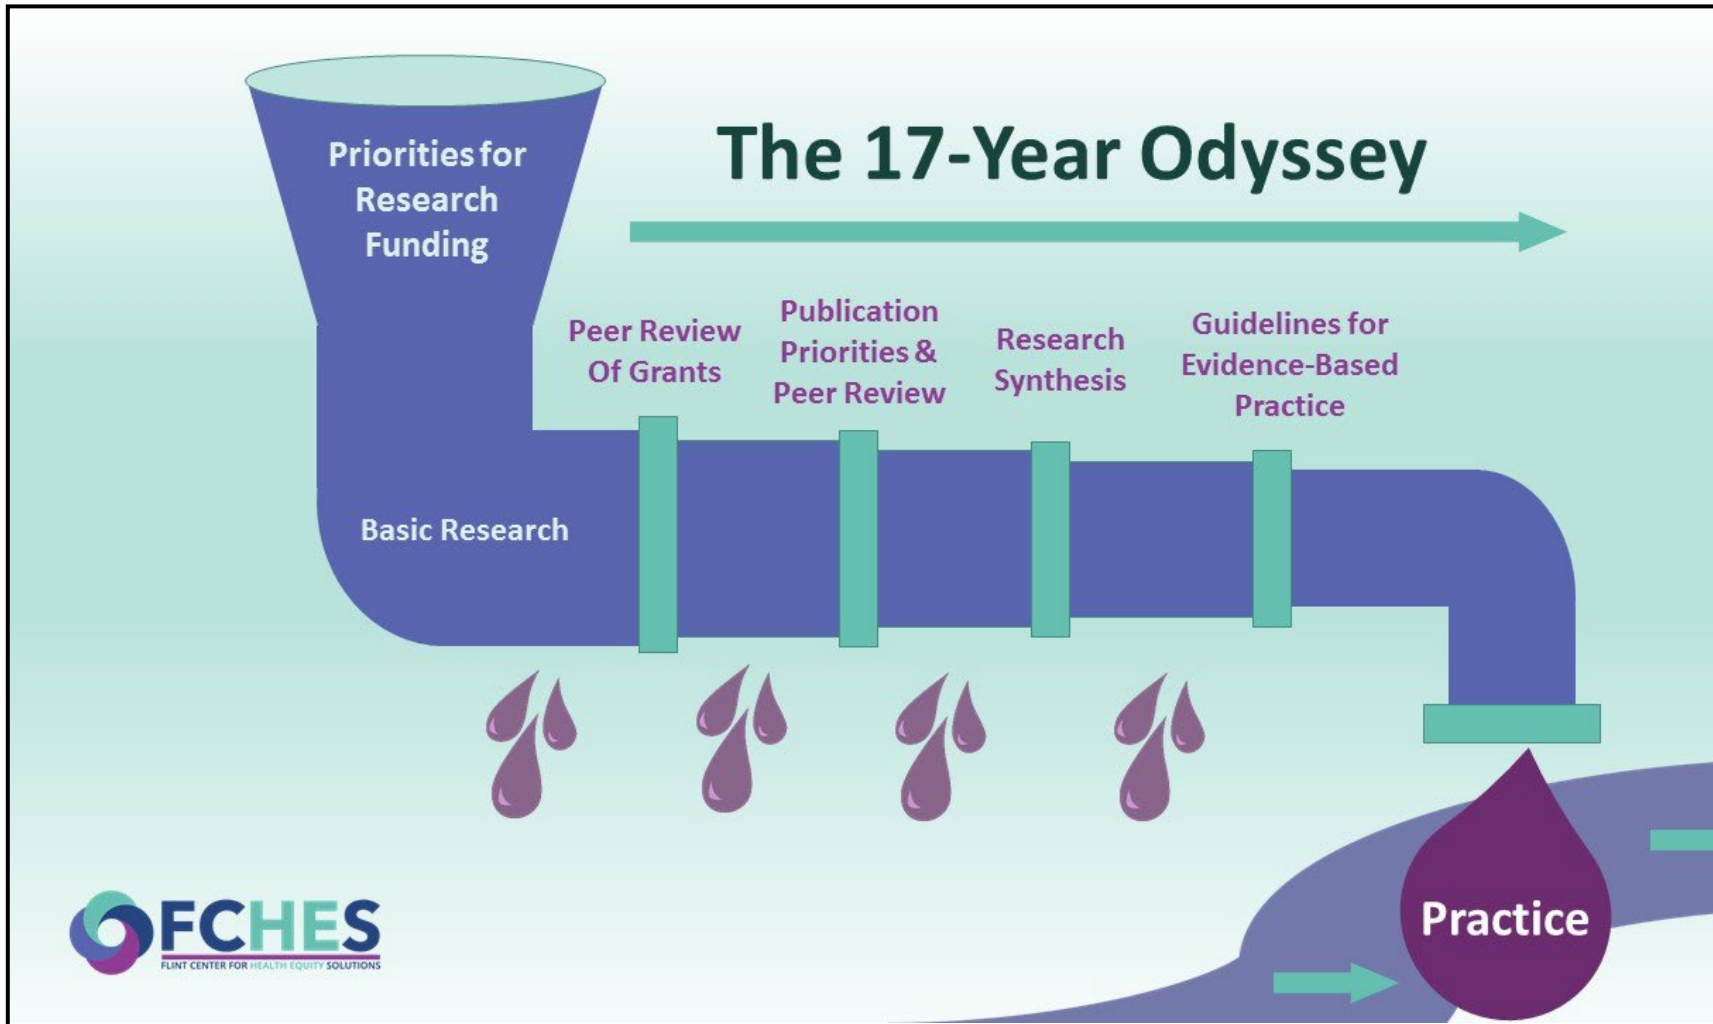 Priorities for
Research
Funding
The 17-Year Odyssey
Peer Review
Of Grants
Publication
Priorities &
Peer Review
Research
Synthesis
Guidelines for
Evidence-Based
Practice
Basic Research
Practice
FCHES
FLINT CENTER FOR HEALTH EQUITY SOLUTIONS